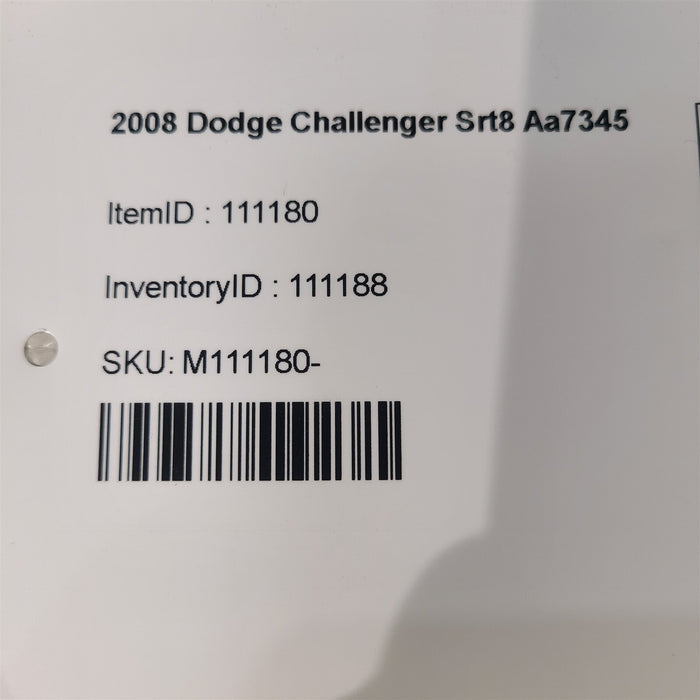 2008 Dodge Challenger Srt8 Aa7345
ItemID : 111180
InventoryID : 111188
SKU: M111180-